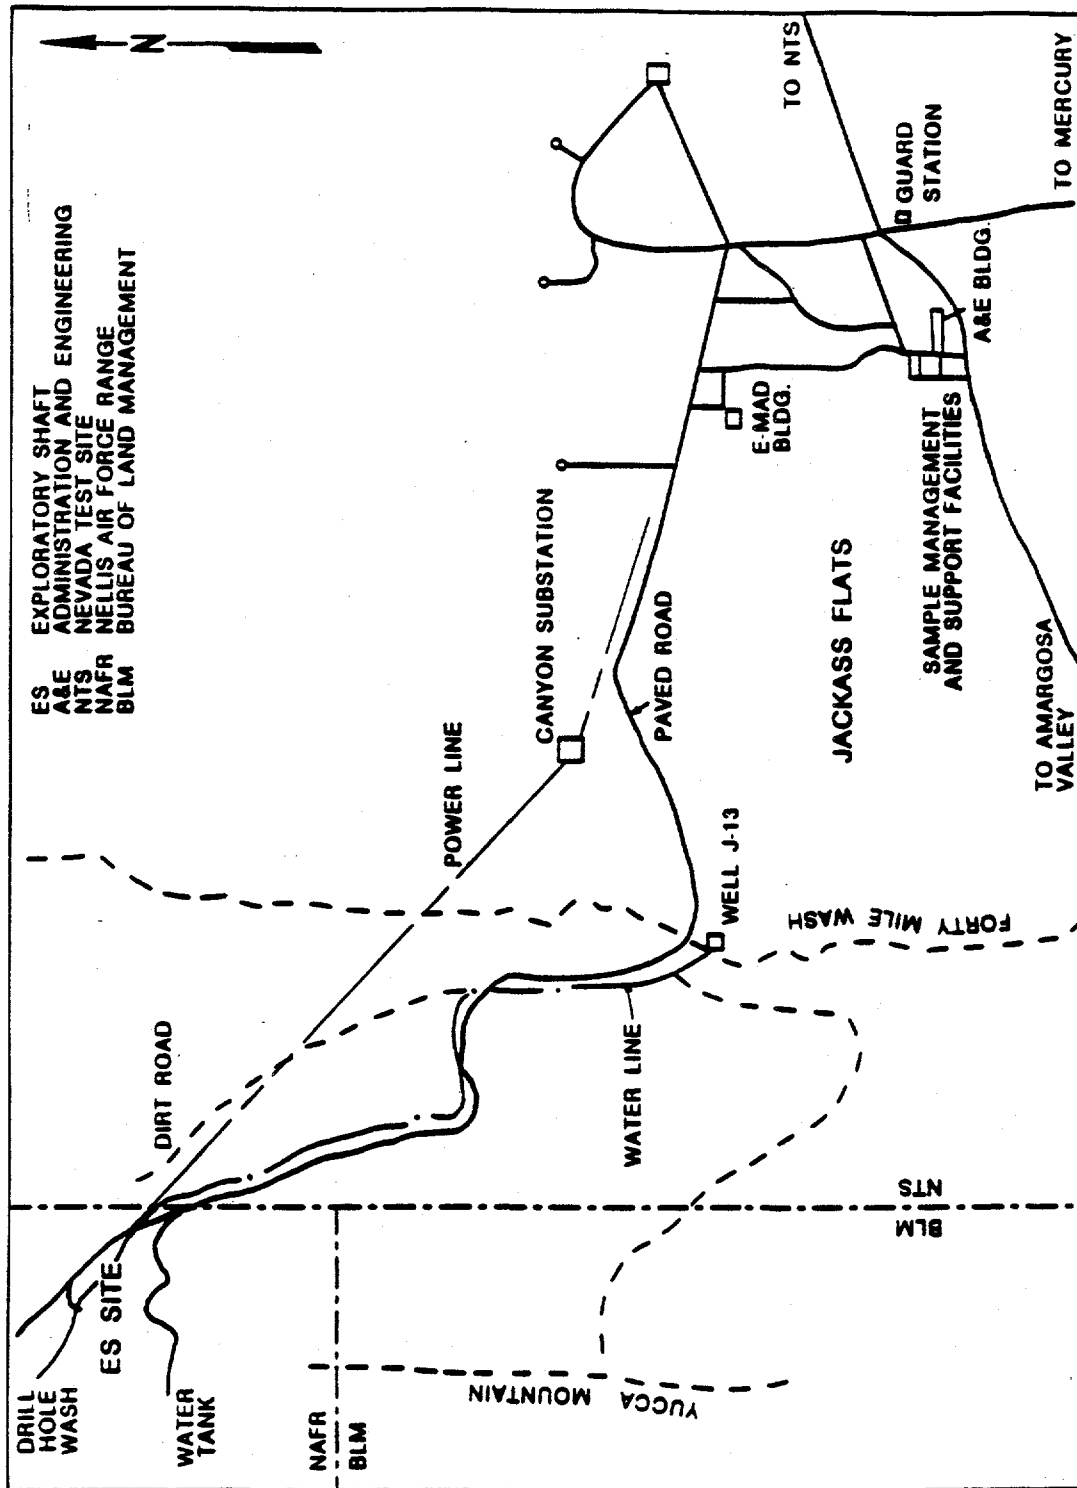 DRILL
HOLE
WASH
ES SITE
WATER
TANK
NAFR
BLM
DIRT ROAD
POWER LINE
ES EXPLORATORY SHAFT
A&E ADMINISTRATION AND ENGINEERING
NTS NEVADA TEST SITE
NAFR NELLIS AIR FORCE RANGE
BLM BUREAU OF LAND MANAGEMENT
N
CANYON SUBSTATION
PAVED ROAD
WATER LINE
WELL J-13
FORTY MILE WASH
YUCCA
MOUNTAIN
NTS
BLM
E-MAD
BLDG.
JACKASS FLATS
SAMPLE MANAGEMENT
AND SUPPORT FACILITIES
A&E BLDG.
GUARD
STATION
TO NTS
TO MERCURY
TO AMARGOSA
VALLEY